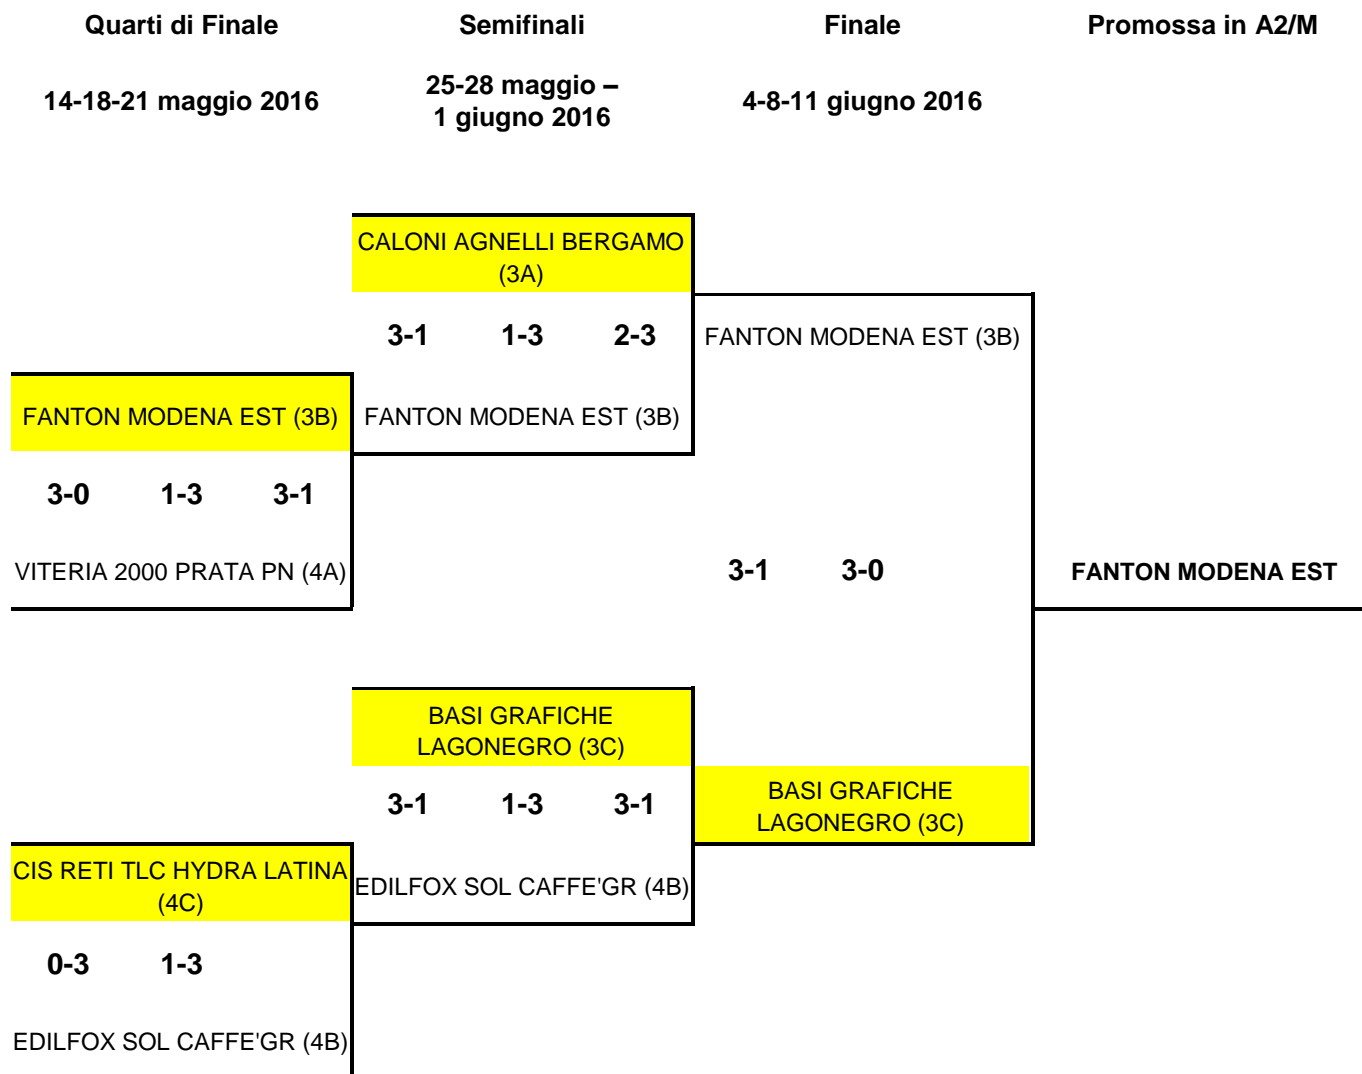 Quarti di Finale Semifinali Finale Promossa in A2/M
14-18-21 maggio 2016 25-28 maggio – 4-8-11 giugno 2016
1 giugno 2016
CALONI AGNELLI BERGAMO
(3A)
3-1 1-3 2-3
FANTON MODENA EST (3B)
FANTON MODENA EST (3B)
FANTON MODENA EST (3B)
3-0 1-3 3-1
VITERIA 2000 PRATA PN (4A)
3-1 3-0
FANTON MODENA EST
BASI GRAFICHE
LAGONEGRO (3C)
3-1 1-3 3-1
BASI GRAFICHE
LAGONEGRO (3C)
CIS RETI TLC HYDRA LATINA
(4C)
EDILFOX SOL CAFFE'GR (4B)
0-3 1-3
EDILFOX SOL CAFFE'GR (4B)